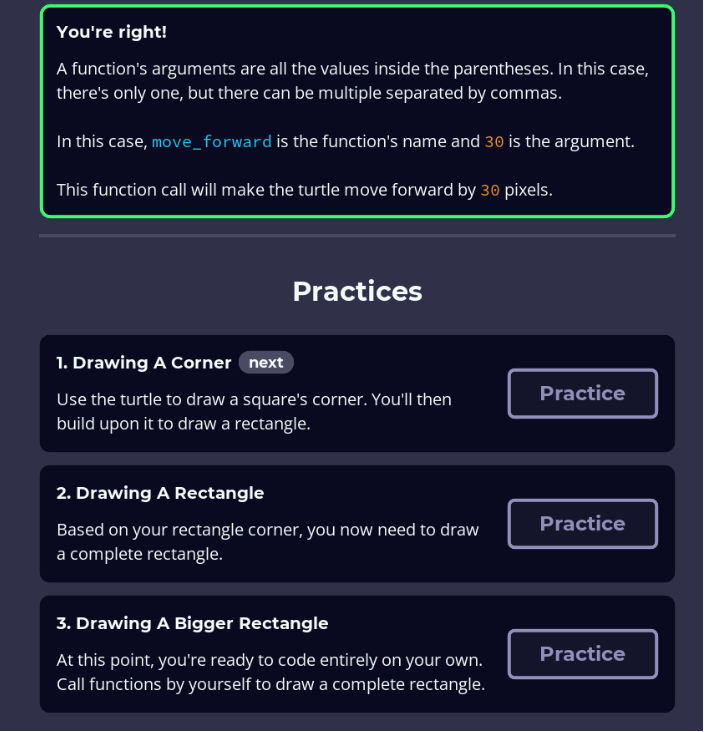 You're right!
A function's arguments are all the values inside the parentheses. In this case,
there's only one, but there can be multiple separated by commas.
In this case, move_forward is the function's name and 30 is the argument.
This function call will make the turtle move forward by 30 pixels.
Practices
1. Drawing A Corner next
Use the turtle to draw a square's corner. You'll then
build upon it to draw a rectangle.
Practice
2. Drawing A Rectangle
Based on your rectangle corner, you now need to draw
a complete rectangle.
Practice
3. Drawing A Bigger Rectangle
At this point, you're ready to code entirely on your own.
Call functions by yourself to draw a complete rectangle.
Practice